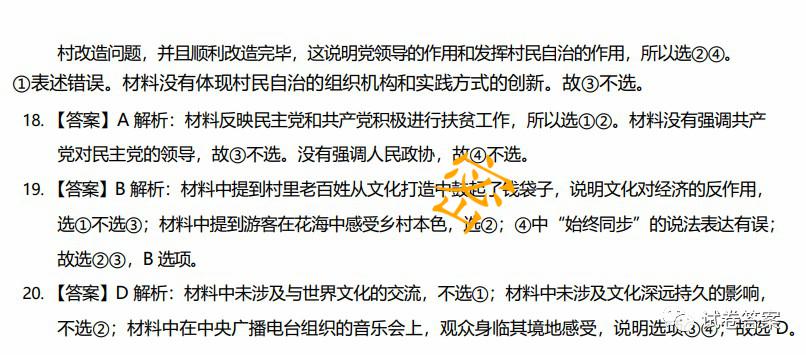 村改造问题，并且顺利改造完毕，这说明党领导的作用和发挥村民自治的作用，所以选②④。
①表述错误。材料没有体现村民自治的组织机构和实践方式的创新。故③不选。
18. 【答案】A 解析：材料反映民主党和共产党积极进行扶贫工作，所以选①②。材料没有强调共产
党对民主党的领导，故③不选。没有强调人民政协，故④不选。
19. 【答案】B 解析：材料中提到村里老百姓从文化打造中鼓起了钱袋子，说明文化对经济的反作用，
选①不选③；材料中提到游客在花海中感受乡村本色，选②；④中“始终同步”的说法表达有误；
故选②③，B 选项。
20. 【答案】D 解析：材料中未涉及与世界文化的交流，不选①；材料中未涉及文化深远持久的影响，
不选②；材料中在中央广播电台组织的音乐会上，观众身临其境地感受，说明选项③④，故选 D。
密
试卷答案